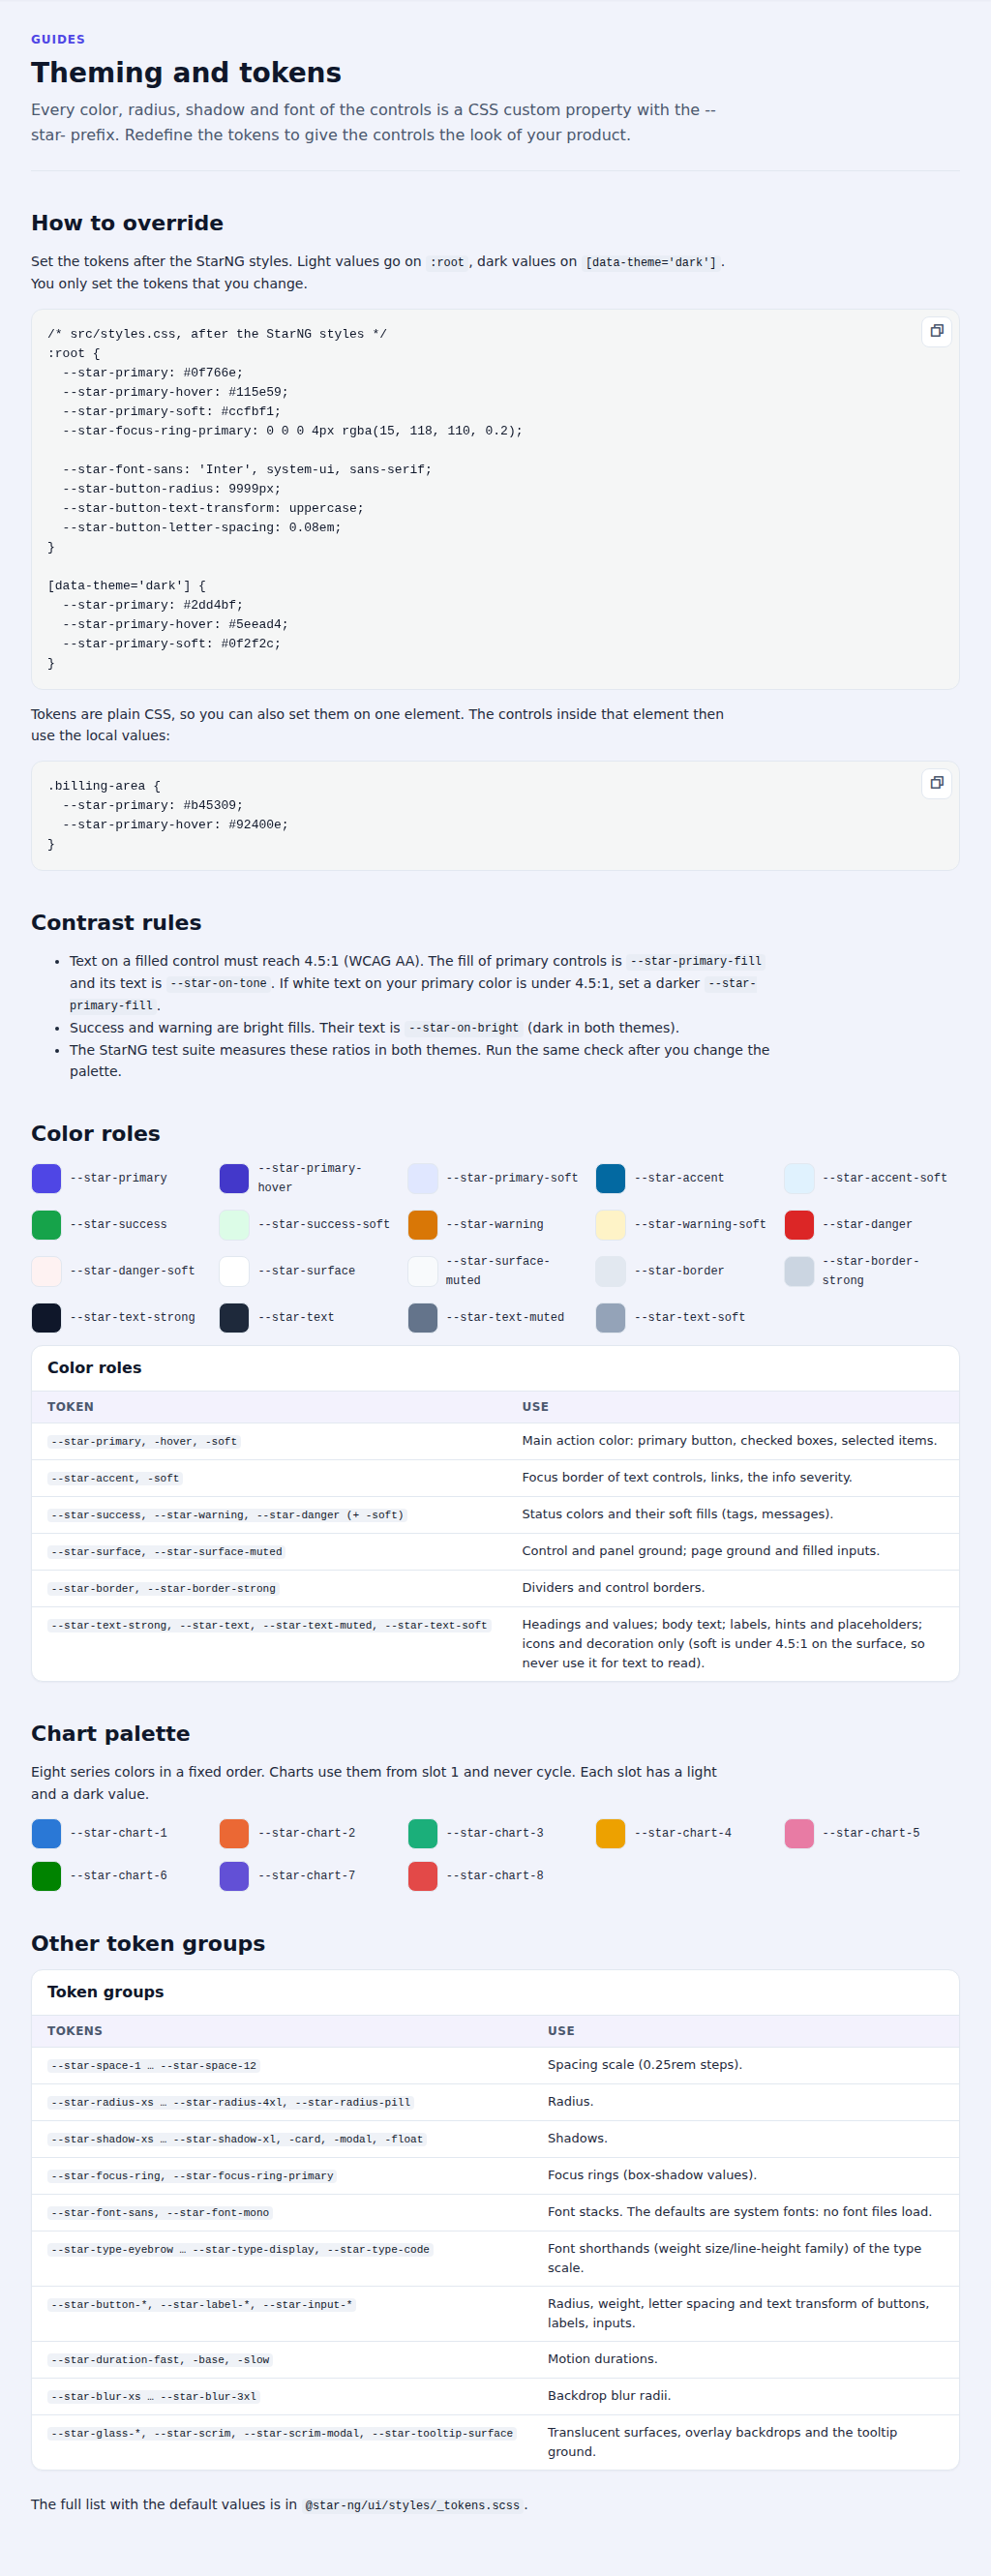 GUIDES
Theming and tokens
Every color, radius, shadow and font of the controls is a CSS custom property with the --
star- prefix. Redefine the tokens to give the controls the look of your product.
How to override
Set the tokens after the StarNG styles. Light values go on :root, dark values on [data-theme='dark'].
You only set the tokens that you change.
/* src/styles.css, after the StarNG styles */
:root {
  --star-primary: #0f766e;
  --star-primary-hover: #115e59;
  --star-primary-soft: #ccfbf1;
  --star-focus-ring-primary: 0 0 0 4px rgba(15, 118, 110, 0.2);
  --star-font-sans: 'Inter', system-ui, sans-serif;
  --star-button-radius: 9999px;
  --star-button-text-transform: uppercase;
  --star-button-letter-spacing: 0.08em;
}
[data-theme='dark'] {
  --star-primary: #2dd4bf;
  --star-primary-hover: #5eead4;
  --star-primary-soft: #0f2f2c;
}
Tokens are plain CSS, so you can also set them on one element. The controls inside that element then
use the local values:
.billing-area {
  --star-primary: #b45309;
  --star-primary-hover: #92400e;
}
Contrast rules
• Text on a filled control must reach 4.5:1 (WCAG AA). The fill of primary controls is --star-primary-fill
and its text is --star-on-tone. If white text on your primary color is under 4.5:1, set a darker --star-
primary-fill.
• Success and warning are bright fills. Their text is --star-on-bright (dark in both themes).
• The StarNG test suite measures these ratios in both themes. Run the same check after you change the
palette.
Color roles
--star-primary
--star-primary-
hover
--star-primary-soft
--star-accent
--star-accent-soft
--star-success
--star-success-soft
--star-warning
--star-warning-soft
--star-danger
--star-danger-soft
--star-surface
--star-surface-
muted
--star-border
--star-border-
strong
--star-text-strong
--star-text
--star-text-muted
--star-text-soft
Color roles
TOKEN USE
--star-primary, -hover, -soft Main action color: primary button, checked boxes, selected items.
--star-accent, -soft Focus border of text controls, links, the info severity.
--star-success, --star-warning, --star-danger (+ -soft) Status colors and their soft fills (tags, messages).
--star-surface, --star-surface-muted Control and panel ground; page ground and filled inputs.
--star-border, --star-border-strong Dividers and control borders.
--star-text-strong, --star-text, --star-text-muted, --star-text-soft Headings and values; body text; labels, hints and placeholders;
icons and decoration only (soft is under 4.5:1 on the surface, so
never use it for text to read).
Chart palette
Eight series colors in a fixed order. Charts use them from slot 1 and never cycle. Each slot has a light
and a dark value.
--star-chart-1
--star-chart-2
--star-chart-3
--star-chart-4
--star-chart-5
--star-chart-6
--star-chart-7
--star-chart-8
Other token groups
Token groups
TOKENS USE
--star-space-1 … --star-space-12 Spacing scale (0.25rem steps).
--star-radius-xs … --star-radius-4xl, --star-radius-pill Radius.
--star-shadow-xs … --star-shadow-xl, -card, -modal, -float Shadows.
--star-focus-ring, --star-focus-ring-primary Focus rings (box-shadow values).
--star-font-sans, --star-font-mono Font stacks. The defaults are system fonts: no font files load.
--star-type-eyebrow … --star-type-display, --star-type-code Font shorthands (weight size/line-height family) of the type
scale.
--star-button-*, --star-label-*, --star-input-* Radius, weight, letter spacing and text transform of buttons,
labels, inputs.
--star-duration-fast, -base, -slow Motion durations.
--star-blur-xs … --star-blur-3xl Backdrop blur radii.
--star-glass-*, --star-scrim, --star-scrim-modal, --star-tooltip-surface Translucent surfaces, overlay backdrops and the tooltip
ground.
The full list with the default values is in @star-ng/ui/styles/_tokens.scss.